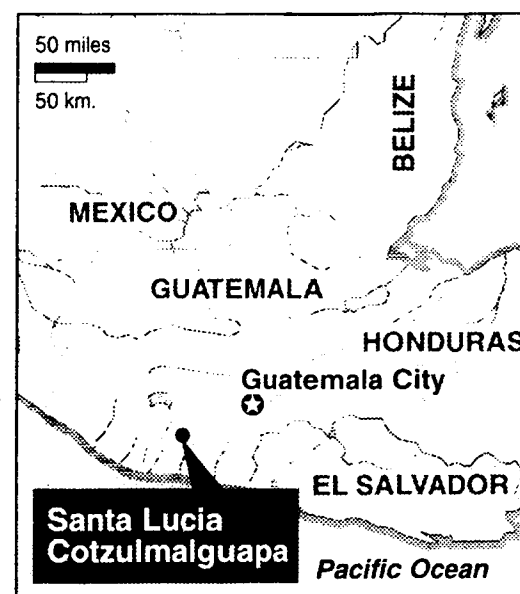 50 miles
50 km.
BELIZE
MEXICO
GUATEMALA
HONDURAS
Guatemala City
EL SALVADOR
Santa Lucia
Cotzulmalguapa
Pacific Ocean